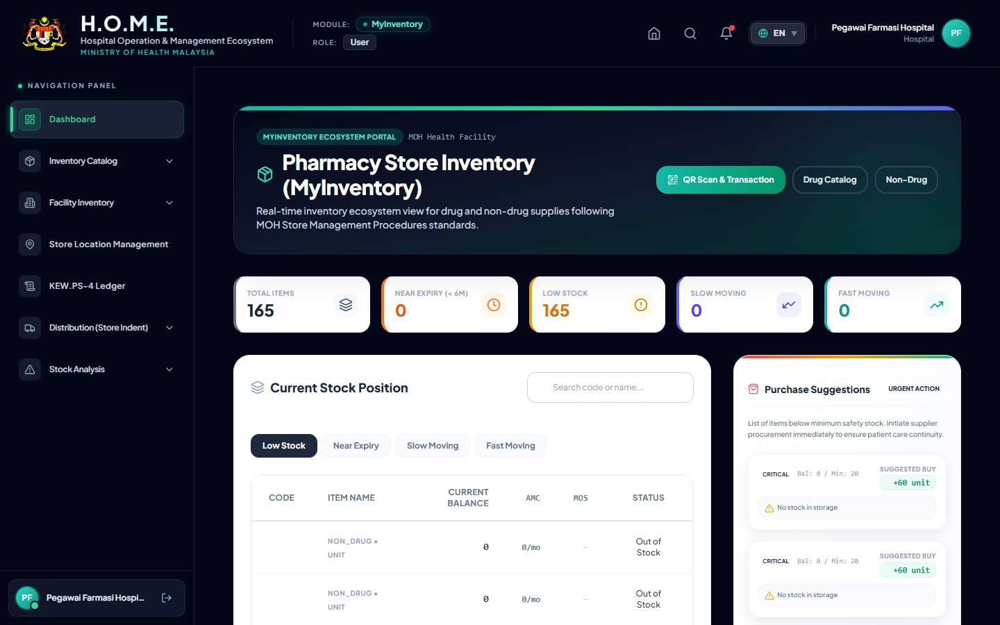 H.O.M.E.
Hospital Operation & Management Ecosystem
MINISTRY OF HEALTH MALAYSIA
MODULE: MyInventory
ROLE: User
EN
Pegawai Farmasi Hospital
Hospital
PF
NAVIGATION PANEL
Dashboard
Inventory Catalog
Facility Inventory
Store Location Management
KEW.PS-4 Ledger
Distribution (Store Indent)
Stock Analysis
PF
Pegawai Farmasi Hospi...
MYINVENTORY ECOSYSTEM PORTAL MOH Health Facility
Pharmacy Store Inventory
(MyInventory)
Real-time inventory ecosystem view for drug and non-drug supplies following
MOH Store Management Procedures standards.
QR Scan & Transaction
Drug Catalog
Non-Drug
TOTAL ITEMS
165
NEAR EXPIRY (< 6M)
0
LOW STOCK
165
SLOW MOVING
0
FAST MOVING
0
Current Stock Position
Search code or name...
Low Stock
Near Expiry
Slow Moving
Fast Moving
CODE
ITEM NAME
CURRENT
BALANCE
AMC
MOS
STATUS
NON_DRUG •
UNIT
0
0/mo
—
Out of
Stock
NON_DRUG •
UNIT
0
0/mo
—
Out of
Stock
Purchase Suggestions
URGENT ACTION
List of items below minimum safety stock. Initiate supplier
procurement immediately to ensure patient care continuity.
CRITICAL Bal: 0 / Min: 20
SUGGESTED BUY
+60 unit
No stock in storage
CRITICAL Bal: 0 / Min: 20
SUGGESTED BUY
+60 unit
No stock in storage